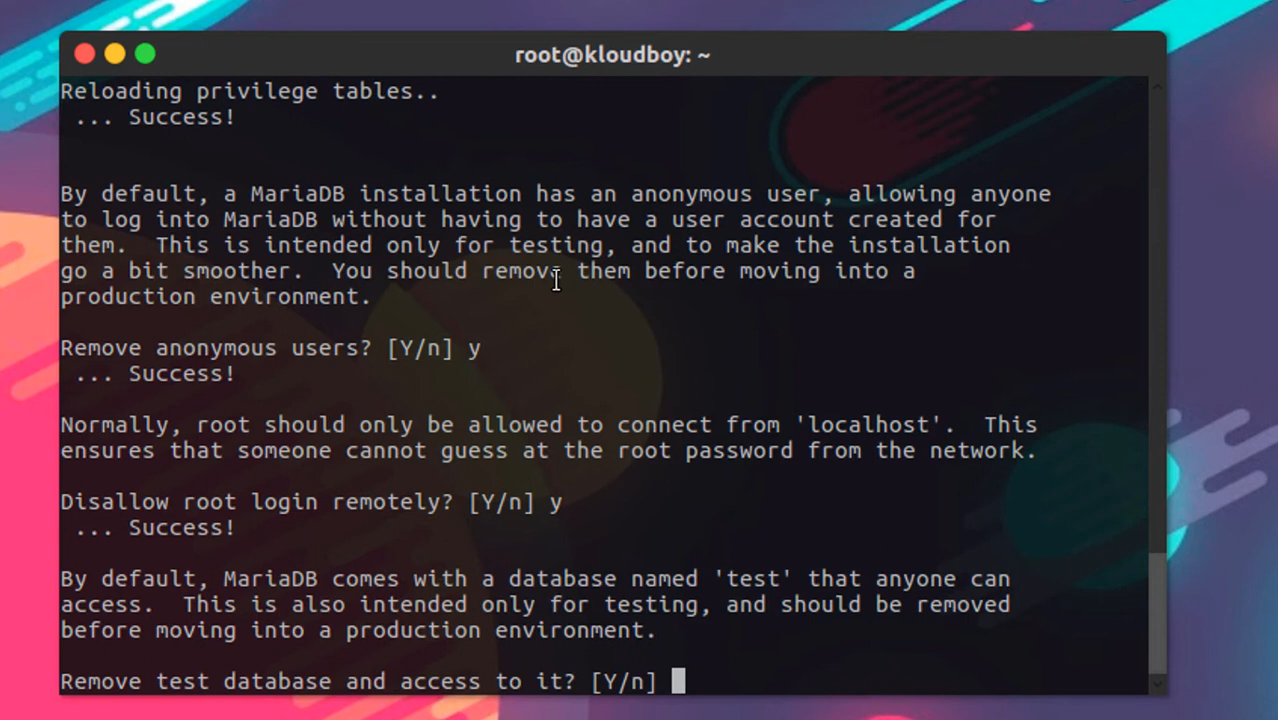 root@kloudboy: ~
Reloading privilege tables..
 ... Success!
By default, a MariaDB installation has an anonymous user, allowing anyone
to log into MariaDB without having to have a user account created for
them.  This is intended only for testing, and to make the installation
go a bit smoother.  You should remove them before moving into a
production environment.
Remove anonymous users? [Y/n] y
 ... Success!
Normally, root should only be allowed to connect from 'localhost'.  This
ensures that someone cannot guess at the root password from the network.
Disallow root login remotely? [Y/n] y
 ... Success!
By default, MariaDB comes with a database named 'test' that anyone can
access.  This is also intended only for testing, and should be removed
before moving into a production environment.
Remove test database and access to it? [Y/n]